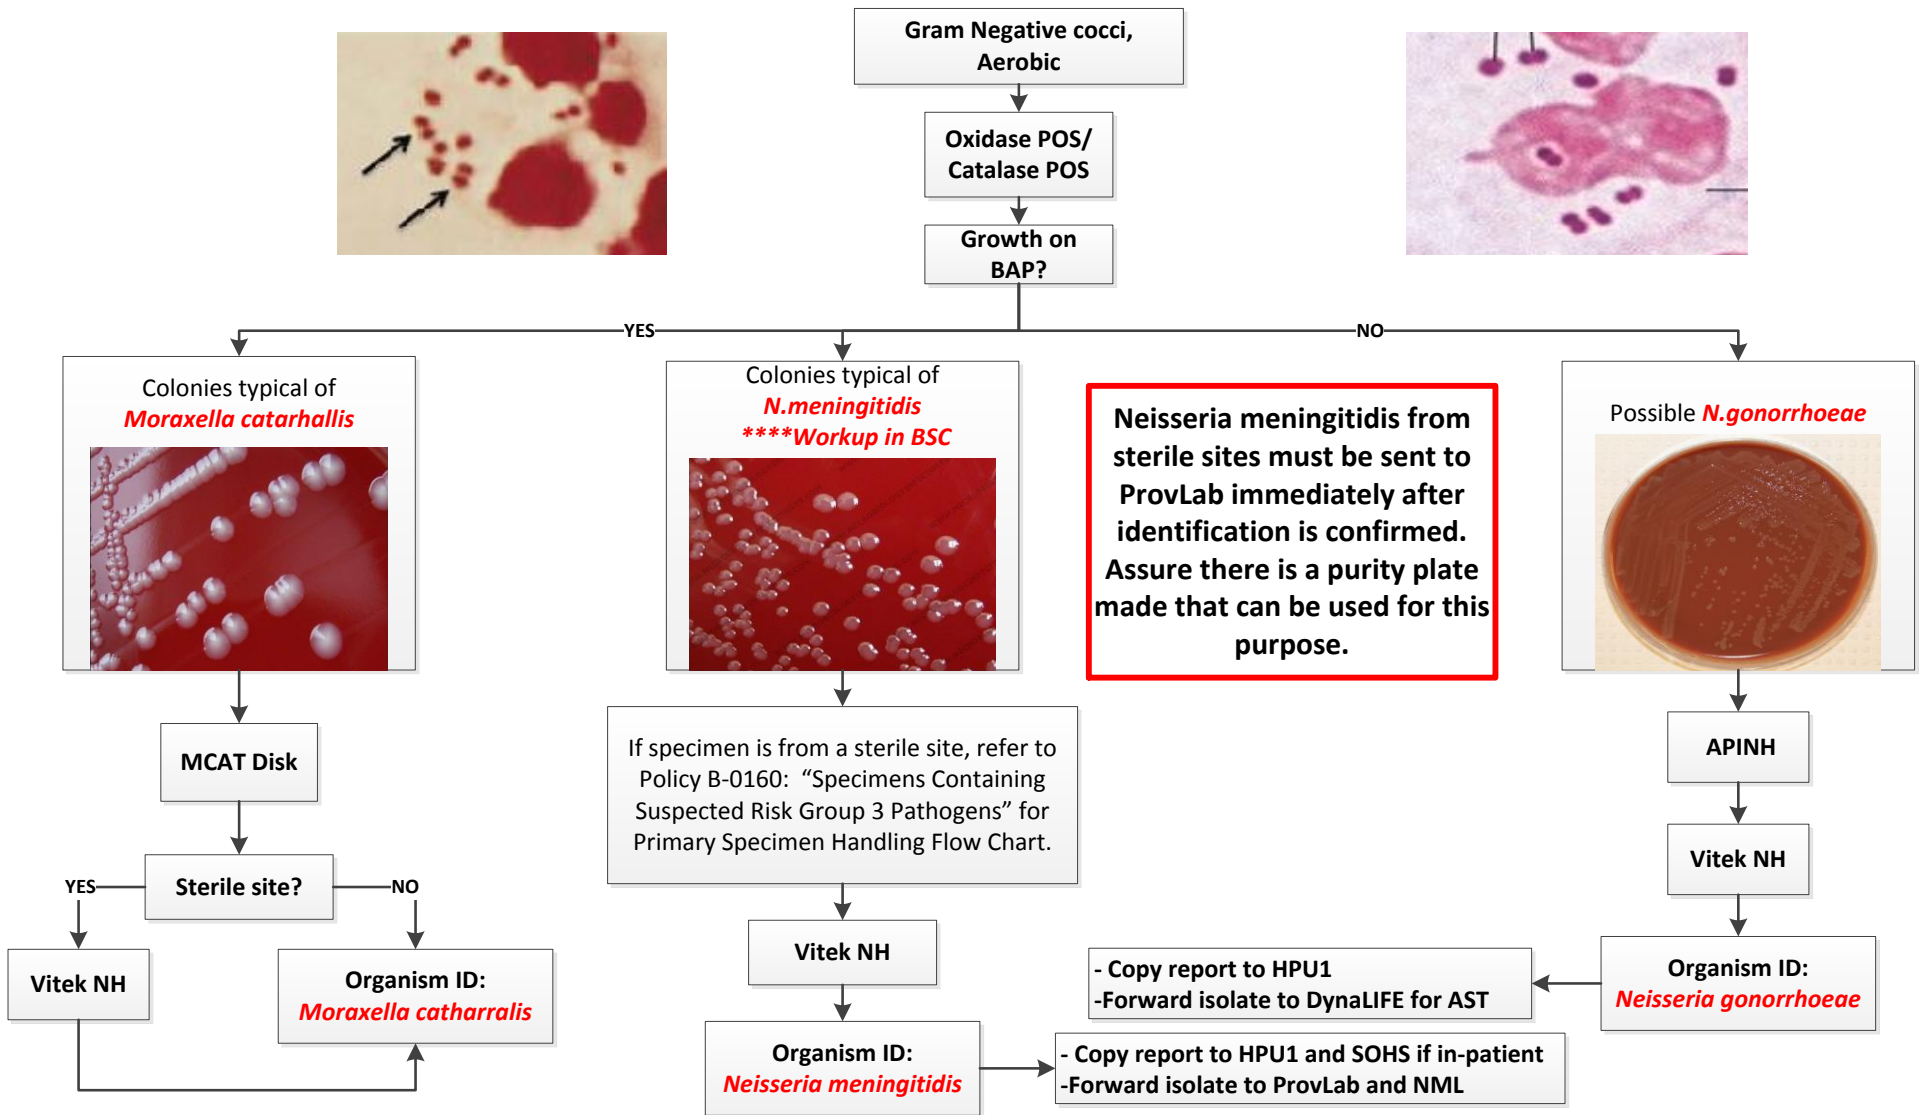 Gram Negative cocci,
Aerobic
Oxidase POS/
Catalase POS
Growth on
BAP?
YES
NO
Colonies typical of
Moraxella catarhallis
Colonies typical of
N.meningitidis
****Workup in BSC
Neisseria meningitidis from
sterile sites must be sent to
ProvLab immediately after
identification is confirmed.
Assure there is a purity plate
made that can be used for this
purpose.
Possible N.gonorrhoeae
MCAT Disk
If specimen is from a sterile site, refer to
Policy B-0160:  “Specimens Containing
Suspected Risk Group 3 Pathogens” for
Primary Specimen Handling Flow Chart.
APINH
Vitek NH
YES
Sterile site?
NO
Vitek NH
Organism ID:
Moraxella catharralis
Vitek NH
- Copy report to HPU1
-Forward isolate to DynaLIFE for AST
Organism ID:
Neisseria gonorrhoeae
Organism ID:
Neisseria meningitidis
- Copy report to HPU1 and SOHS if in-patient
-Forward isolate to ProvLab and NML